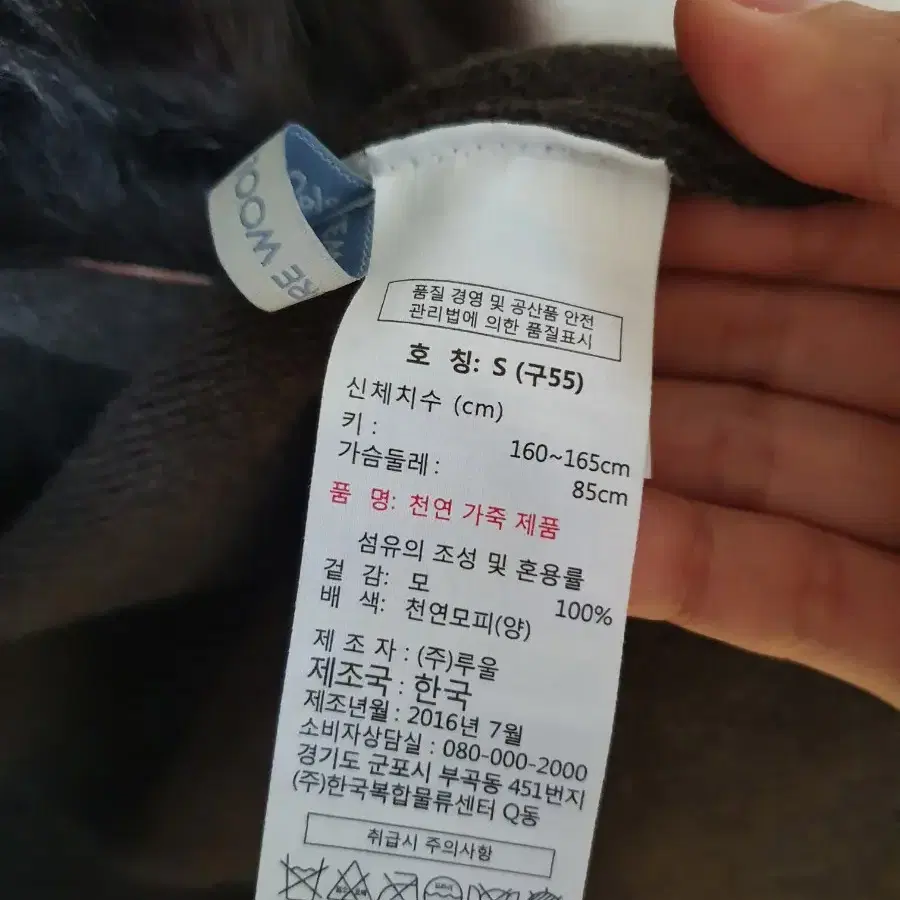 RE WOO
품질 경영 및 공산품 안전
관리법에 의한 품질표시
호 칭: S (구55)
신체치수 (cm)
키 : 160~165cm
가슴둘레 : 85cm
품 명: 천연 가죽 제품
섬유의 조성 및 혼용률
겉 감: 모 100%
배 색: 천연모피(양)
제 조 자 : (주)루울
제조국 : 한국
제조년월 : 2016년 7월
소비자상담실 : 080-000-2000
경기도 군포시 부곡동 451번지
(주)한국복합물류센터 Q동
취급시 주의사항